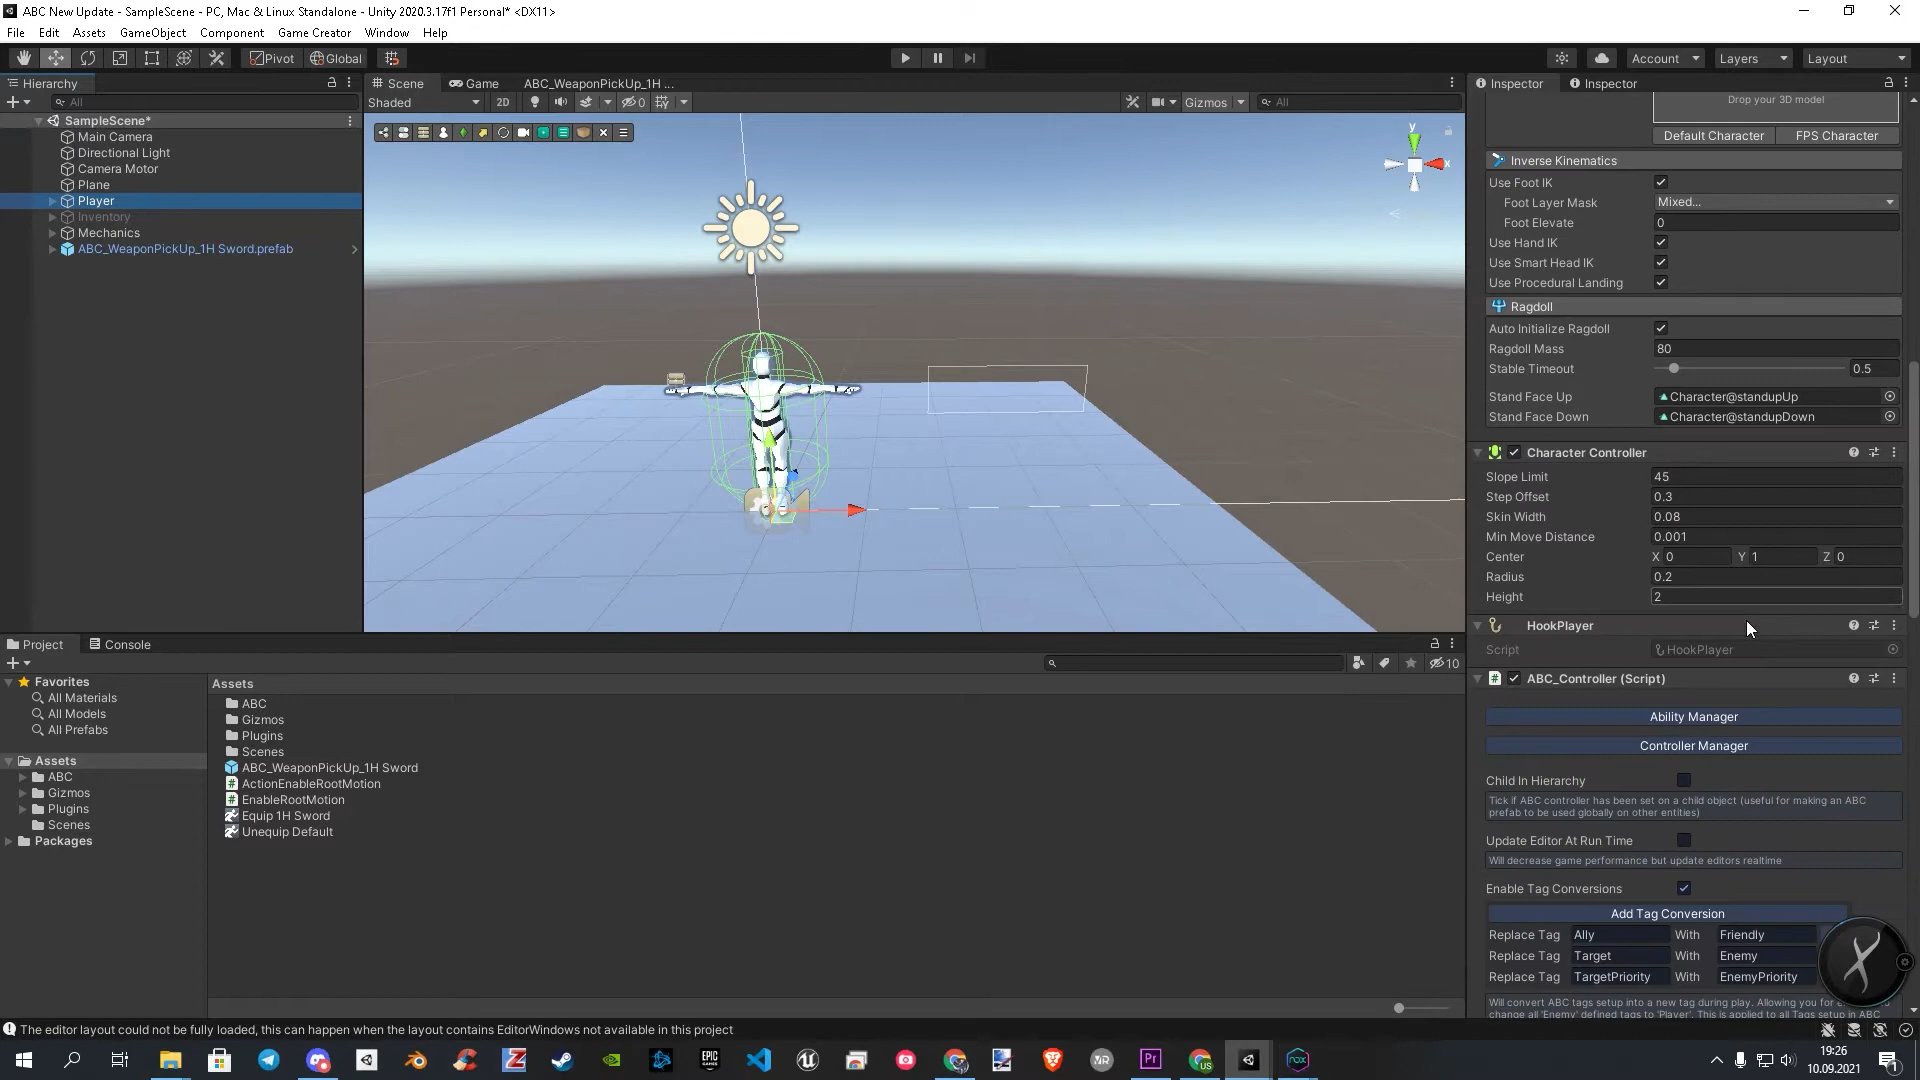 ABC New Update - SampleScene - PC, Mac & Linux Standalone - Unity 2020.3.17f1 Personal* <DX11>
File Edit Assets GameObject Component Game Creator Window Help
Pivot Global Account Layers Layout
Hierarchy
All
SampleScene*
Main Camera
Directional Light
Camera Motor
Plane
Player
Inventory
Mechanics
ABC_WeaponPickUp_1H Sword.prefab
Scene Game ABC_WeaponPickUp_1H ...
Shaded 2D 0 Gizmos All
y
x
Inspector Inspector
Drop your 3D model
Default Character FPS Character
Inverse Kinematics
Use Foot IK
Foot Layer Mask Mixed...
Foot Elevate 0
Use Hand IK
Use Smart Head IK
Use Procedural Landing
Ragdoll
Auto Initialize Ragdoll
Ragdoll Mass 80
Stable Timeout 0.5
Stand Face Up Character@standupUp
Stand Face Down Character@standupDown
Character Controller
Slope Limit 45
Step Offset 0.3
Skin Width 0.08
Min Move Distance 0.001
Center X 0 Y 1 Z 0
Radius 0.2
Height 2
HookPlayer
Script HookPlayer
ABC_Controller (Script)
Ability Manager
Controller Manager
Child In Hierarchy
Tick if ABC controller has been set on a child object (useful for making an ABC
prefab to be used globally on other entities)
Update Editor At Run Time
Will decrease game performance but update editors realtime
Enable Tag Conversions
Add Tag Conversion
Replace Tag Ally With Friendly
Replace Tag Target With Enemy
Replace Tag TargetPriority With EnemyPriority
Will convert ABC tags setup into a new tag during play. Allowing you for
change all 'Enemy' defined tags to 'Player'. This is applied to all Tags setup in ABC
Project Console
10
Favorites
All Materials
All Models
All Prefabs
Assets
ABC
Gizmos
Plugins
Scenes
Packages
Assets
ABC
Gizmos
Plugins
Scenes
ABC_WeaponPickUp_1H Sword
ActionEnableRootMotion
EnableRootMotion
Equip 1H Sword
Unequip Default
The editor layout could not be fully loaded, this can happen when the layout contains EditorWindows not available in this project
19:26
10.09.2021